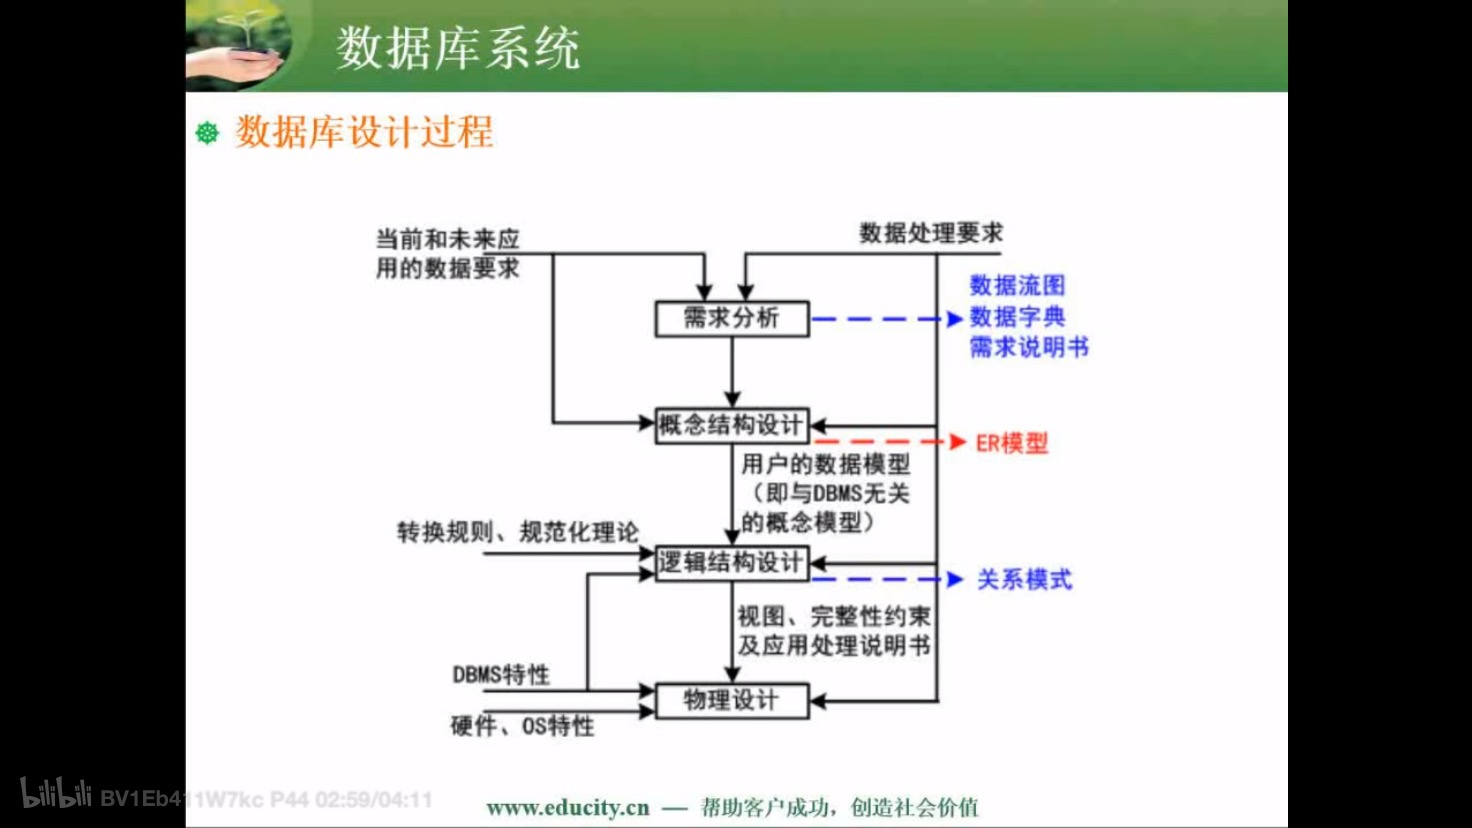 数据库系统
数据库设计过程
当前和未来应
用的数据要求
数据处理要求
需求分析
数据流图
数据字典
需求说明书
概念结构设计
ER模型
用户的数据模型
（即与DBMS无关
的概念模型）
转换规则、规范化理论
逻辑结构设计
关系模式
视图、完整性约束
及应用处理说明书
DBMS特性
物理设计
硬件、OS特性
bilibili BV1Eb411W7kc P44 02:59/04:11
www.educity.cn — 帮助客户成功，创造社会价值